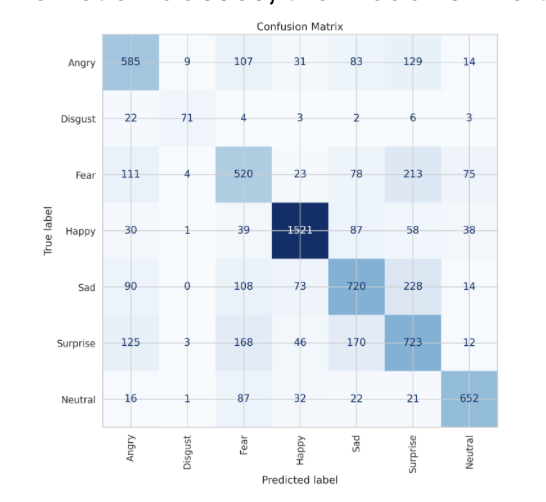 Confusion Matrix
Angry 585 9 107 31 83 129 14
Disgust 22 71 4 3 2 6 3
Fear 111 4 520 23 78 213 75
Happy 30 1 39 1521 87 58 38
Sad 90 0 108 73 720 228 14
Surprise 125 3 168 46 170 723 12
Neutral 16 1 87 32 22 21 652
True label
Angry Disgust Fear Happy Sad Surprise Neutral
Predicted label